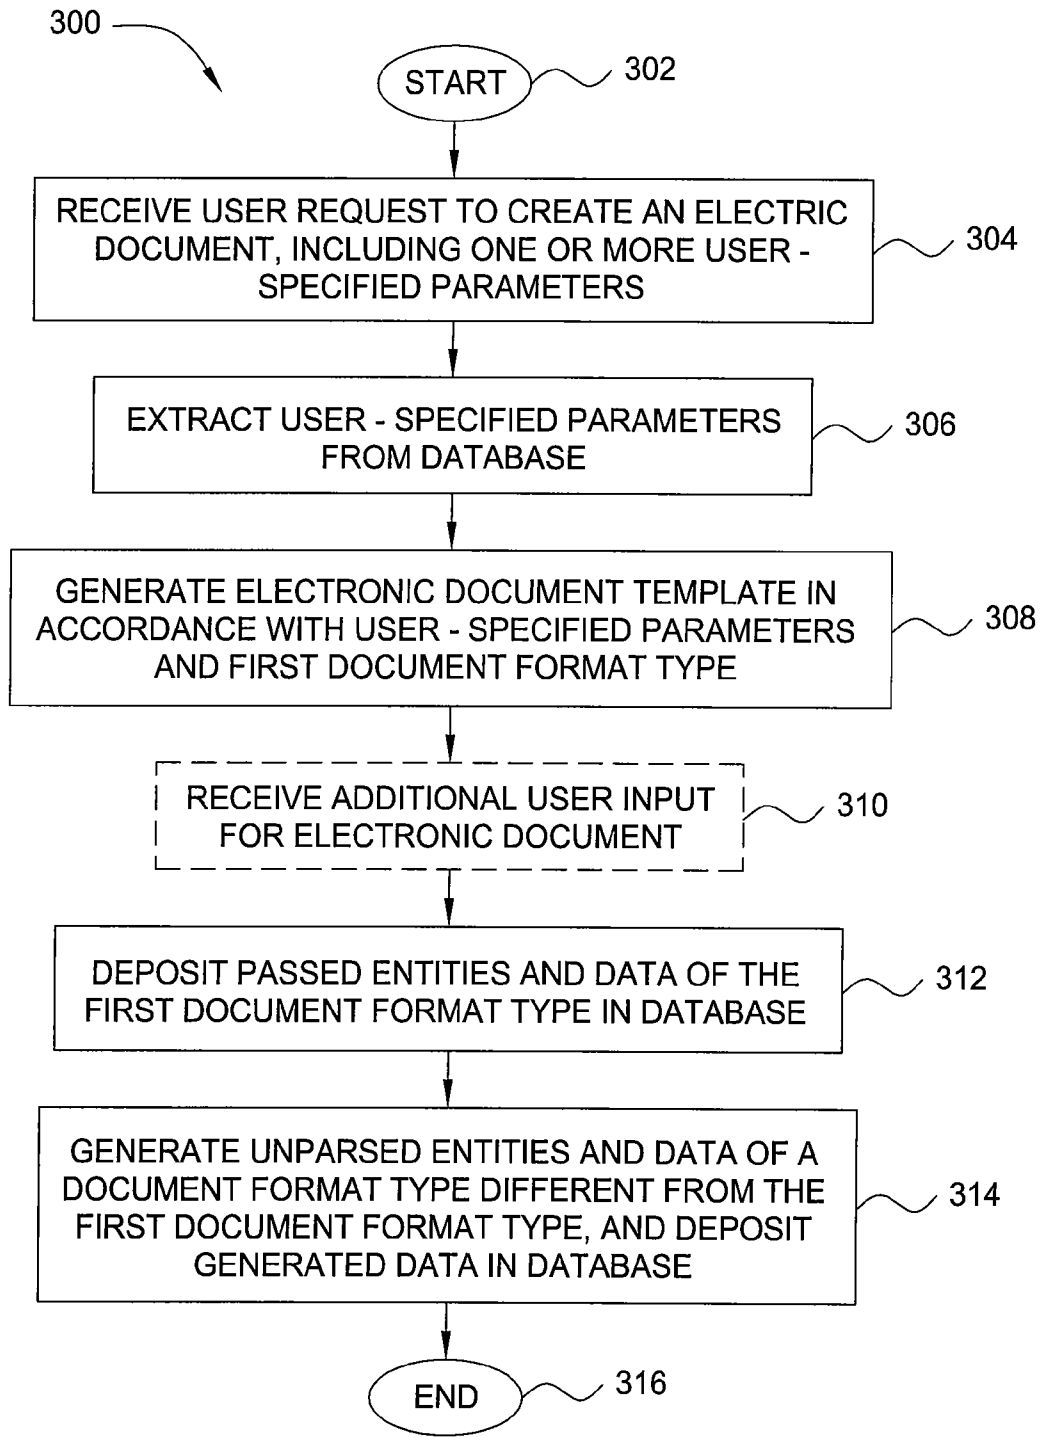 300
START
302
RECEIVE USER REQUEST TO CREATE AN ELECTRIC
DOCUMENT, INCLUDING ONE OR MORE USER -
SPECIFIED PARAMETERS
304
EXTRACT USER - SPECIFIED PARAMETERS
FROM DATABASE
306
GENERATE ELECTRONIC DOCUMENT TEMPLATE IN
ACCORDANCE WITH USER - SPECIFIED PARAMETERS
AND FIRST DOCUMENT FORMAT TYPE
308
RECEIVE ADDITIONAL USER INPUT
FOR ELECTRONIC DOCUMENT
310
DEPOSIT PASSED ENTITIES AND DATA OF THE
FIRST DOCUMENT FORMAT TYPE IN DATABASE
312
GENERATE UNPARSED ENTITIES AND DATA OF A
DOCUMENT FORMAT TYPE DIFFERENT FROM THE
FIRST DOCUMENT FORMAT TYPE, AND DEPOSIT
GENERATED DATA IN DATABASE
314
END
316